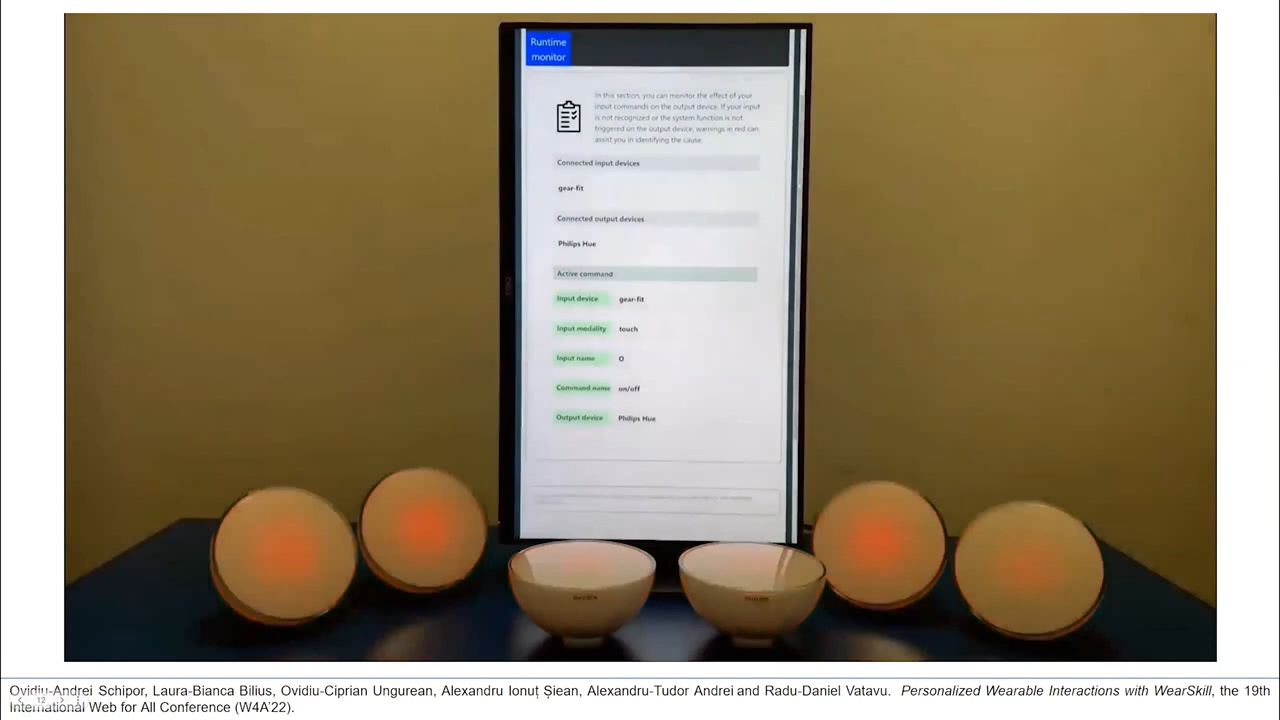 Runtime
monitor
In this section, you can monitor the effect of your
input commands on the output device. If your input
is not recognized or the system function is not
triggered on the output device, warnings in red can
assist you in identifying the cause.
Connected input devices
gear-fit
Connected output devices
Philips Hue
Active command
Input device gear-fit
Input modality touch
Input name O
Command name on/off
Output device Philips Hue
PHILIPS
Ovidiu-Andrei Schipor, Laura-Bianca Bilius, Ovidiu-Ciprian Ungurean, Alexandru Ionuț Șiean, Alexandru-Tudor Andrei and Radu-Daniel Vatavu. Personalized Wearable Interactions with WearSkill, the 19th
International Web for All Conference (W4A'22).
12